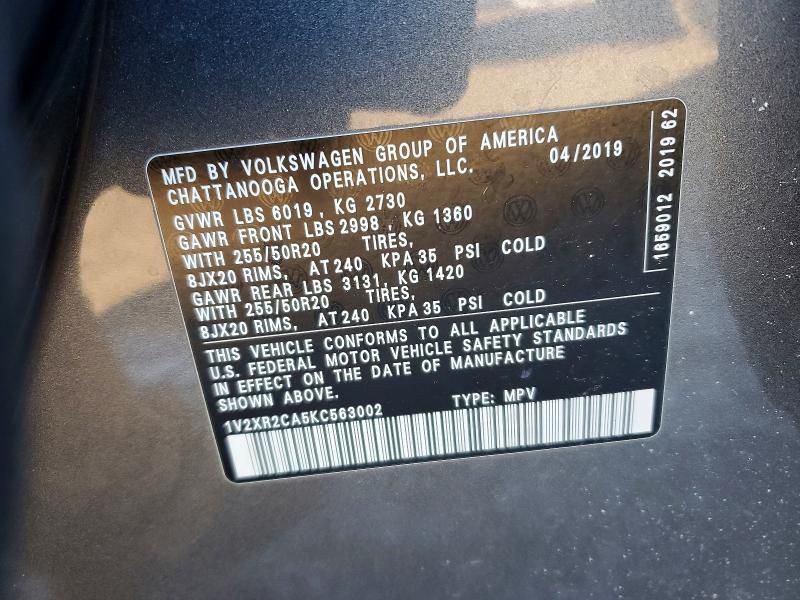 MFD BY VOLKSWAGEN GROUP OF AMERICA
CHATTANOOGA OPERATIONS, LLC. 04/2019
GVWR LBS 6019 , KG 2730
GAWR FRONT LBS 2998 , KG 1360
WITH 255/50R20 TIRES,
8JX20 RIMS, AT 240 KPA 35 PSI COLD
GAWR REAR LBS 3131, KG 1420
WITH 255/50R20 TIRES,
8JX20 RIMS, AT 240 KPA 35 PSI COLD
THIS VEHICLE CONFORMS TO ALL APPLICABLE
U.S. FEDERAL MOTOR VEHICLE SAFETY STANDARDS
IN EFFECT ON THE DATE OF MANUFACTURE
SHOWN ABOVE.
1V2XR2CA5KC563002 TYPE: MPV
1659012 2019 62